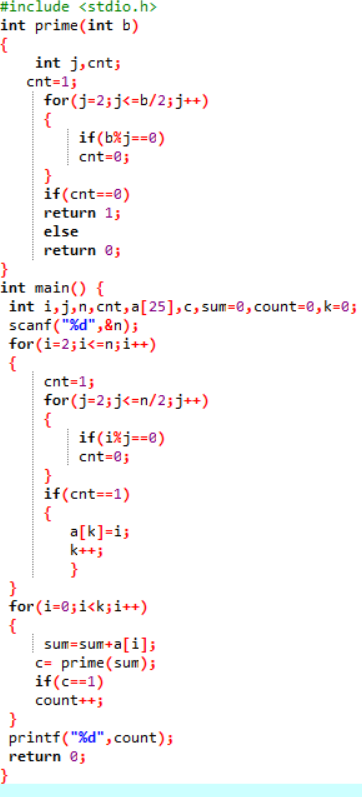 #include <stdio.h>
int prime(int b)
{
int j,cnt;
cnt=1;
for(j=2;j<=b/2;j++)
{
if(b%j==0)
cnt=0;
}
if(cnt==0)
return 1;
else
return 0;
}
int main() {
int i,j,n,cnt,a[25],c,sum=0,count=0,k=0;
scanf("%d",&n);
for(i=2;i<=n;i++)
{
cnt=1;
for(j=2;j<=n/2;j++)
{
if(i%j==0)
cnt=0;
}
if(cnt==1)
{
a[k]=i;
k++;
}
}
for(i=0;i<k;i++)
{
sum=sum+a[i];
c= prime(sum);
if(c==1)
count++;
}
printf("%d",count);
return 0;
}